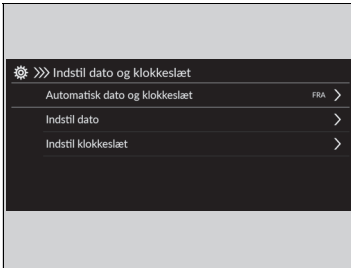 Indstil dato og klokkeslæt
Automatisk dato og klokkeslæt FRA
Indstil dato
Indstil klokkeslæt